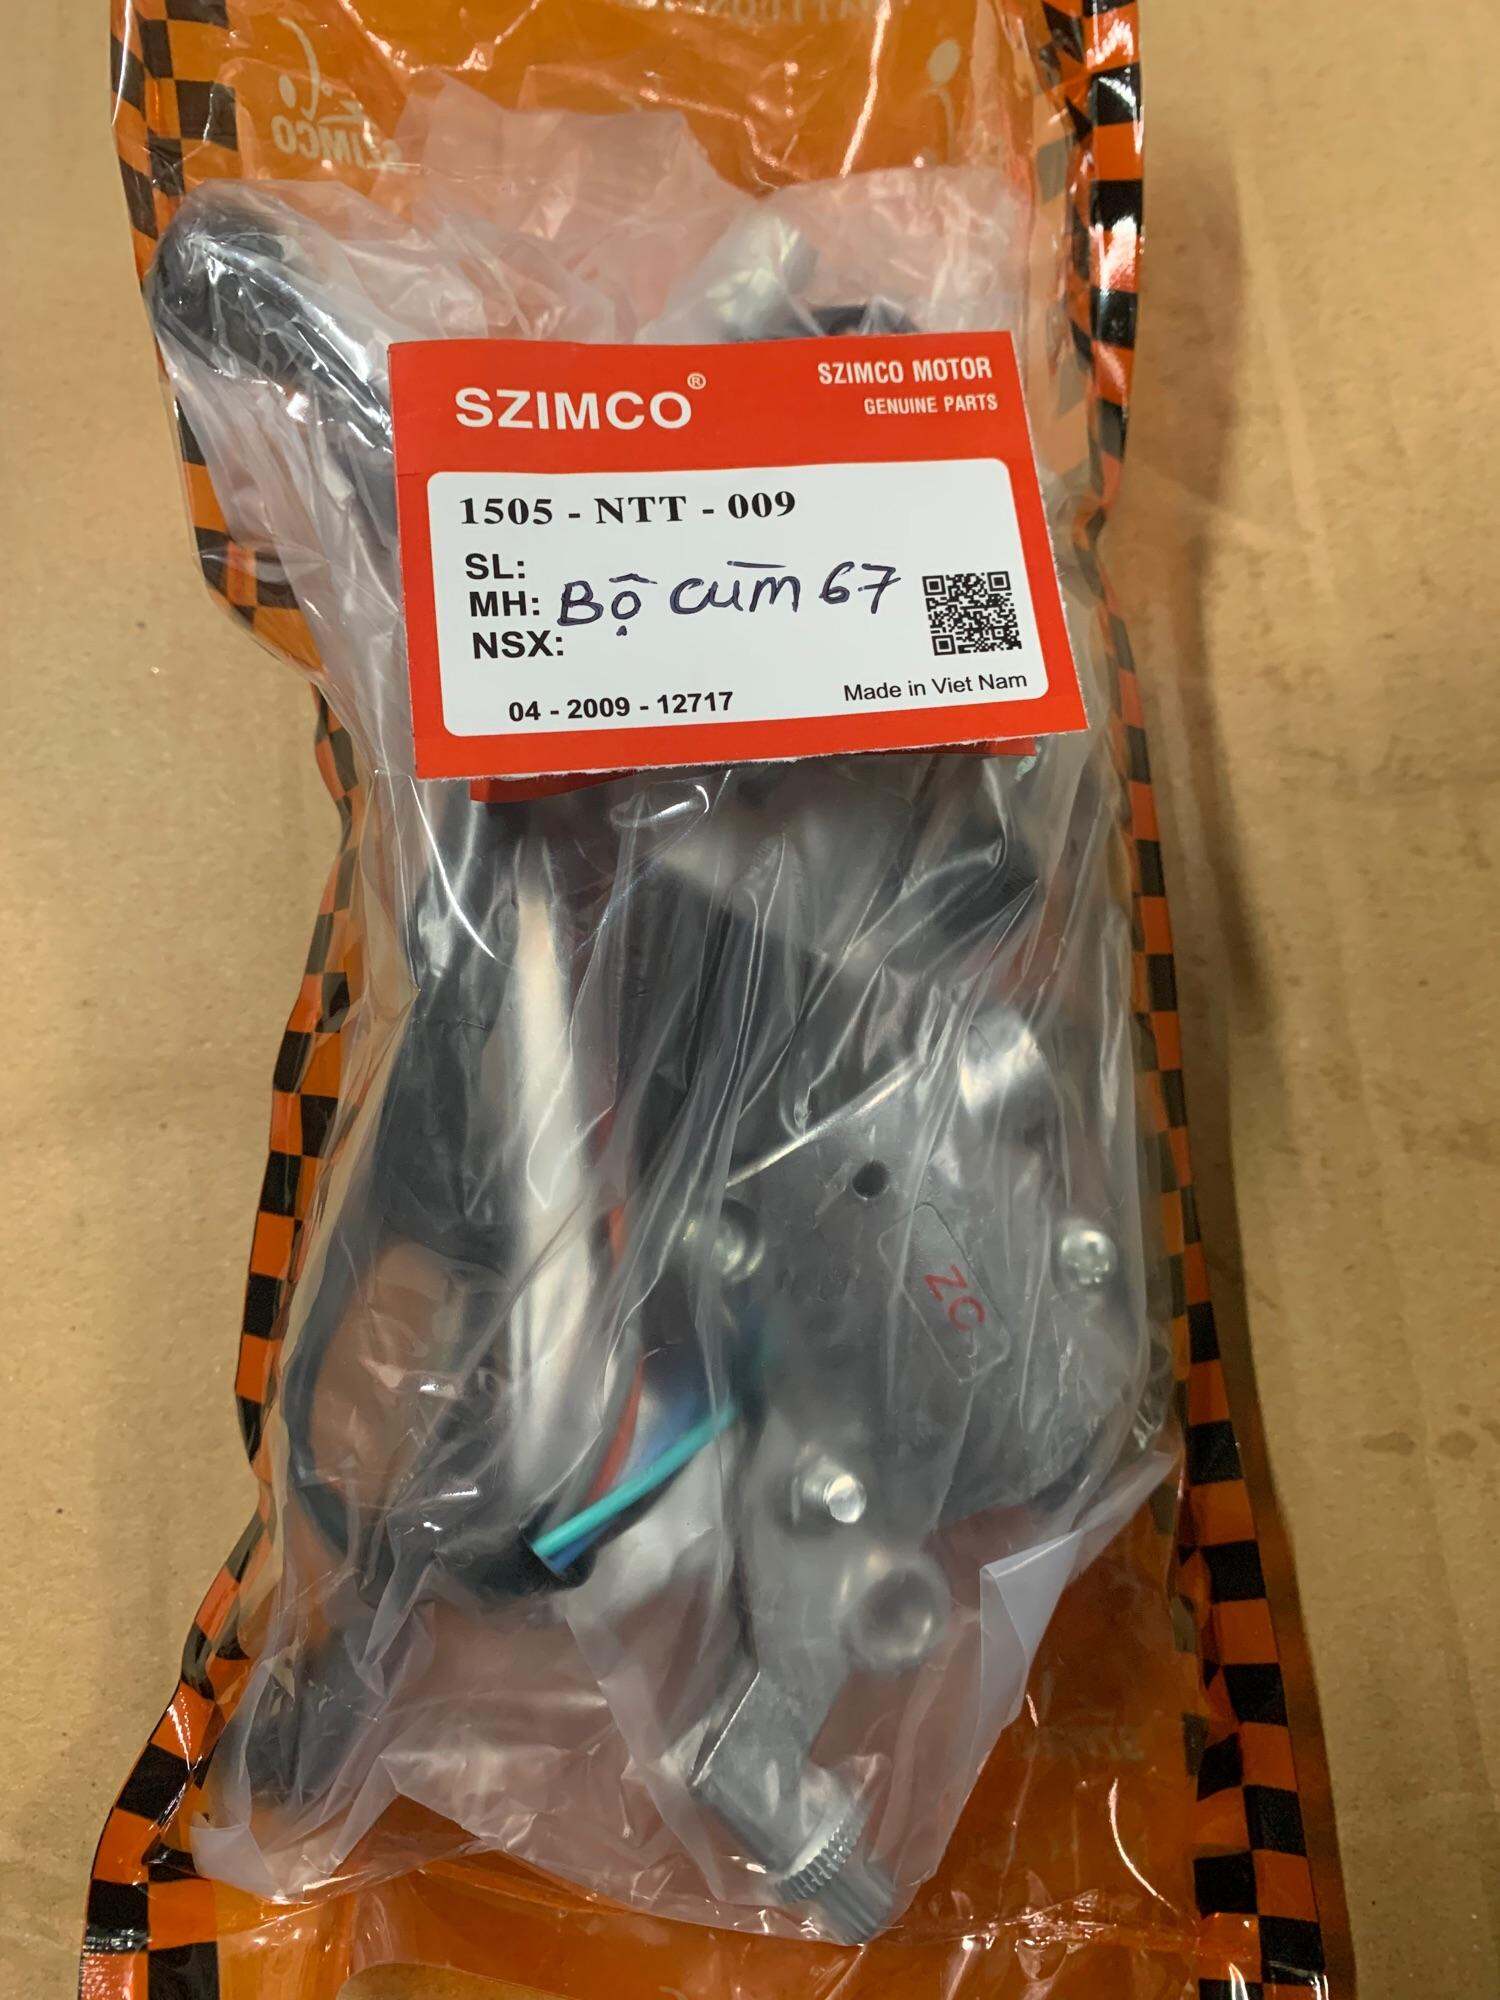 SZIMCO
SZIMCO®
SZIMCO MOTOR
GENUINE PARTS
1505 - NTT - 009
SL:
MH: Bộ cùm 67
NSX:
04 - 2009 - 12717
Made in Viet Nam
ZC